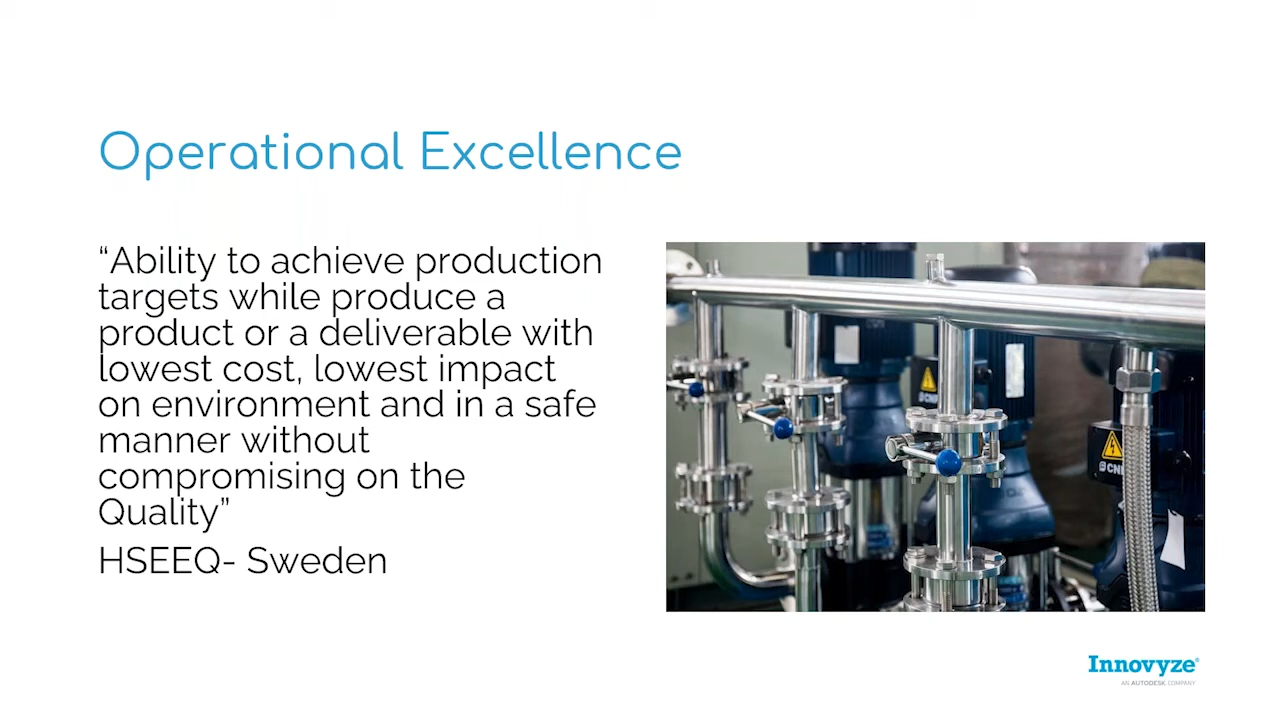 Operational Excellence
“Ability to achieve production
targets while produce a
product or a deliverable with
lowest cost, lowest impact
on environment and in a safe
manner without
compromising on the
Quality”
HSEEQ- Sweden
Innovyze®
AN AUTODESK COMPANY